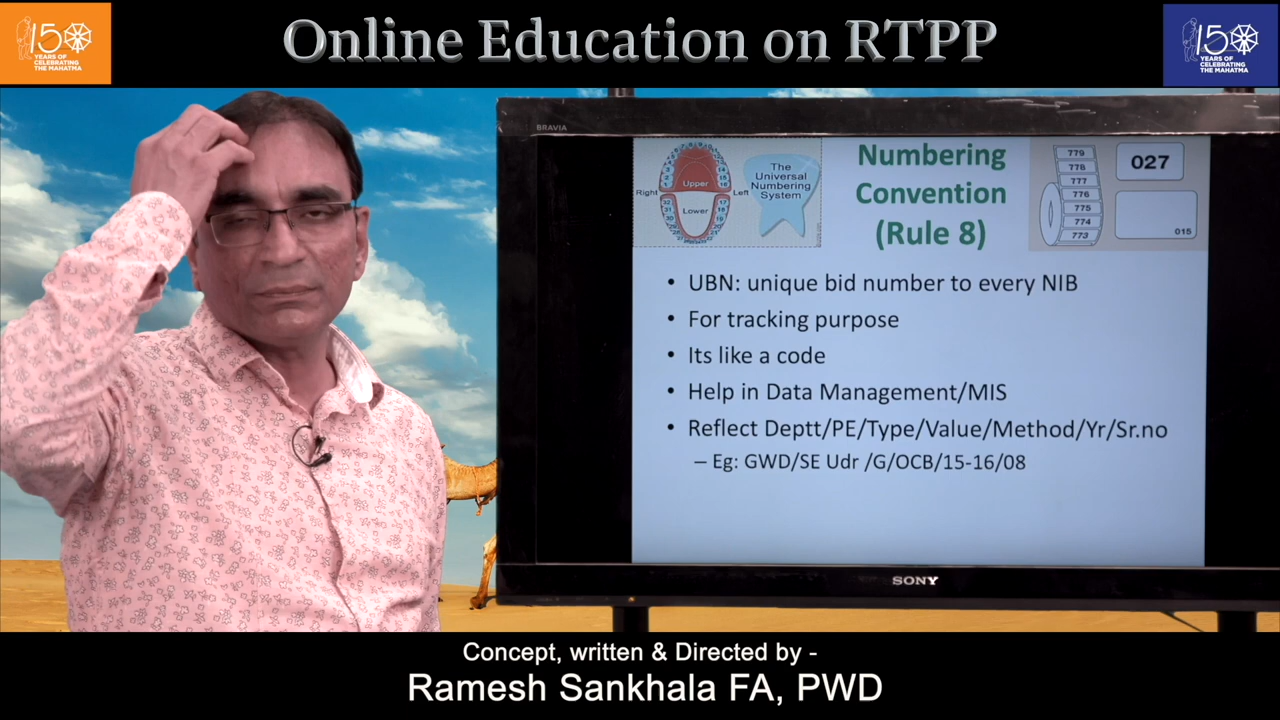 Online Education on RTPP
150
YEARS OF
CELEBRATING
THE MAHATMA
150
YEARS OF
CELEBRATING
THE MAHATMA
BRAVIA
Right
Upper
Lower
Left
The
Universal
Numbering
System
Numbering
Convention
(Rule 8)
779
778
777
776
775
774
773
027
015
• UBN: unique bid number to every NIB
• For tracking purpose
• Its like a code
• Help in Data Management/MIS
• Reflect Deptt/PE/Type/Value/Method/Yr/Sr.no
– Eg: GWD/SE Udr /G/OCB/15-16/08
SONY
Concept, written & Directed by -
Ramesh Sankhala FA, PWD